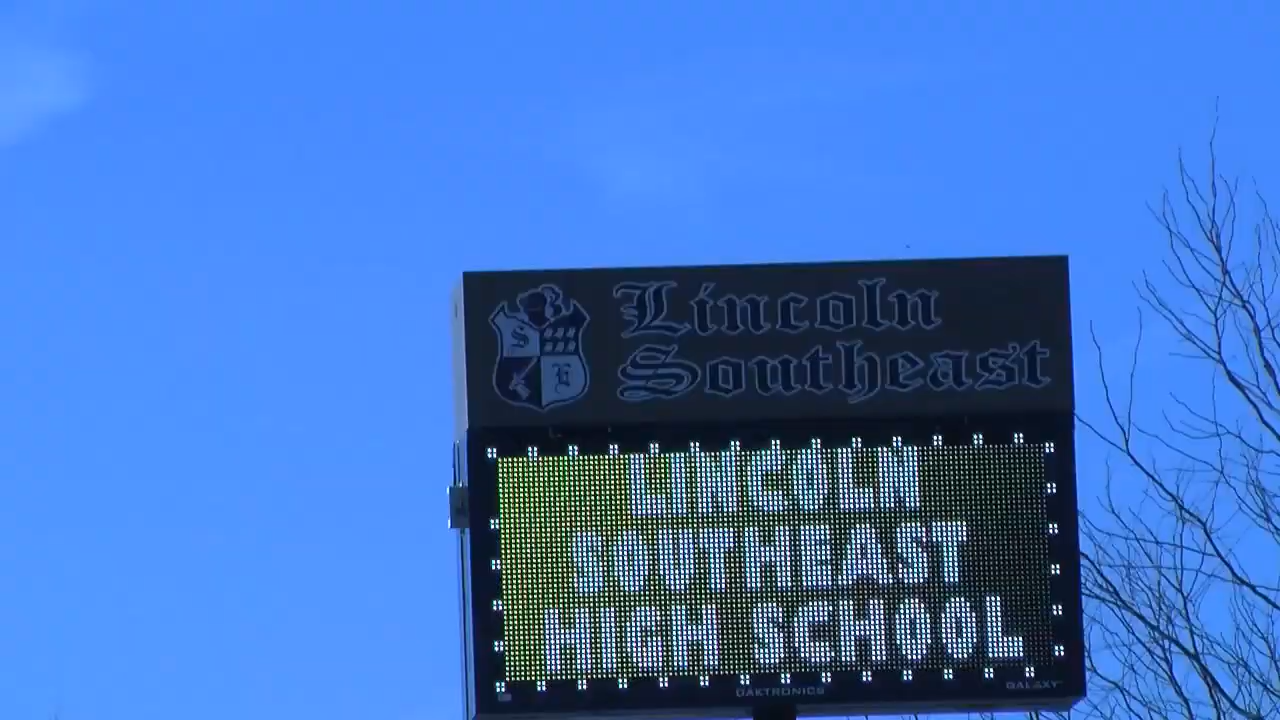 Lincoln
Southeast
S
E
LINCOLN
SOUTHEAST
HIGH SCHOOL
DAKTRONICS
GALAXY